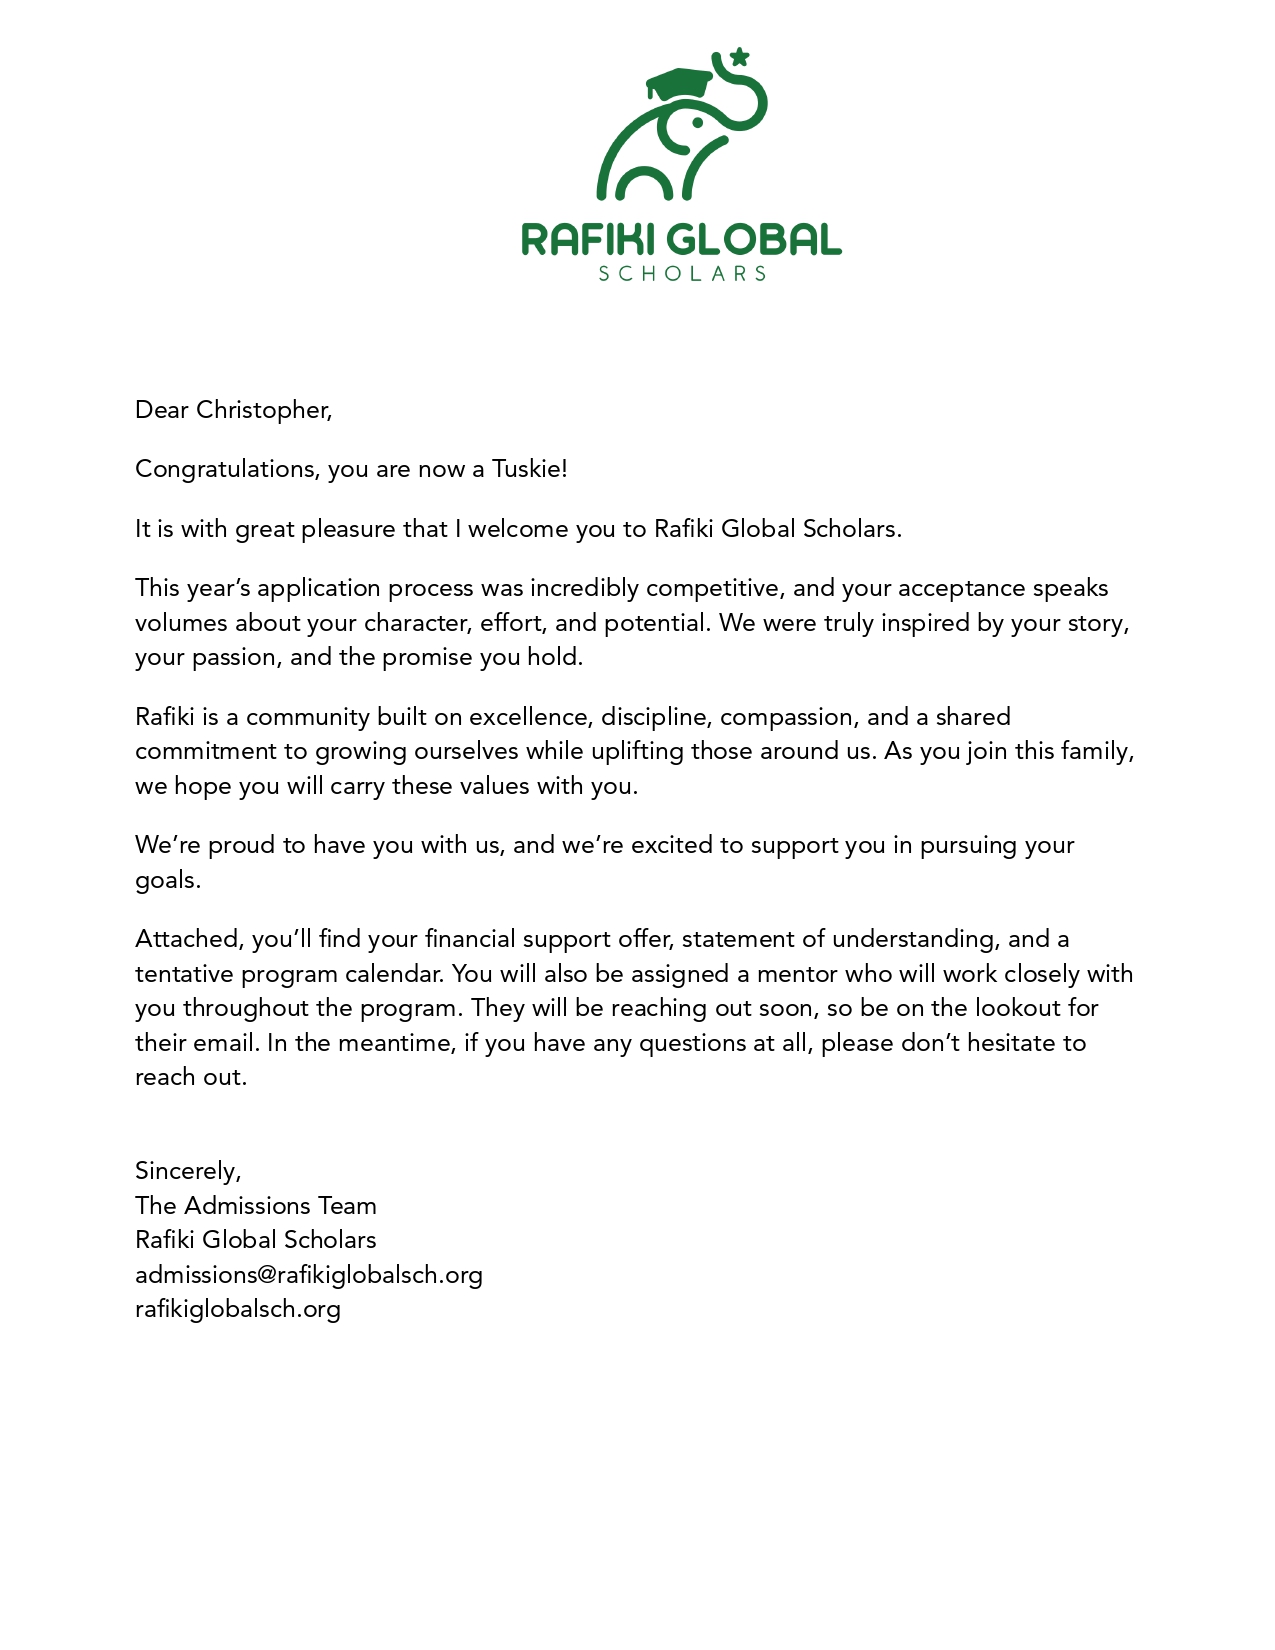 RAFIKI GLOBAL
SCHOLARS
Dear Christopher,
Congratulations, you are now a Tuskie!
It is with great pleasure that I welcome you to Rafiki Global Scholars.
This year’s application process was incredibly competitive, and your acceptance speaks
volumes about your character, effort, and potential. We were truly inspired by your story,
your passion, and the promise you hold.
Rafiki is a community built on excellence, discipline, compassion, and a shared
commitment to growing ourselves while uplifting those around us. As you join this family,
we hope you will carry these values with you.
We’re proud to have you with us, and we’re excited to support you in pursuing your
goals.
Attached, you’ll find your financial support offer, statement of understanding, and a
tentative program calendar. You will also be assigned a mentor who will work closely with
you throughout the program. They will be reaching out soon, so be on the lookout for
their email. In the meantime, if you have any questions at all, please don’t hesitate to
reach out.
Sincerely,
The Admissions Team
Rafiki Global Scholars
admissions@rafikiglobalsch.org
rafikiglobalsch.org